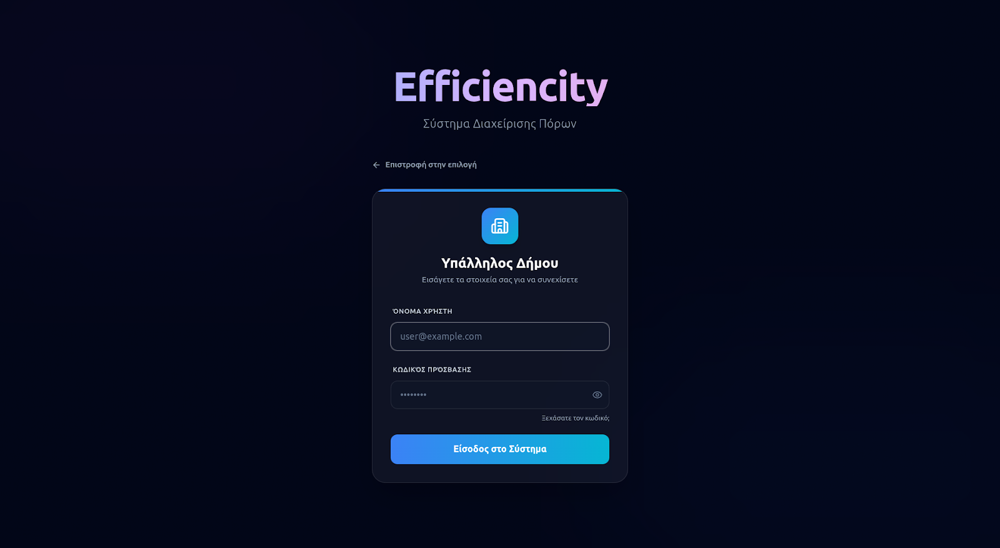 Efficiencity
Σύστημα Διαχείρισης Πόρων
← Επιστροφή στην επιλογή
Υπάλληλος Δήμου
Εισάγετε τα στοιχεία σας για να συνεχίσετε
ΌΝΟΜΑ ΧΡΉΣΤΗ
user@example.com
ΚΩΔΙΚΌΣ ΠΡΌΣΒΑΣΗΣ
••••••••
Ξεχάσατε τον κωδικό;
Είσοδος στο Σύστημα